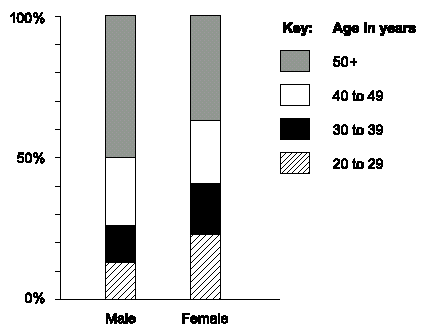 100%
50%
0%
Male Female
Key: Age in years
50+
40 to 49
30 to 39
20 to 29